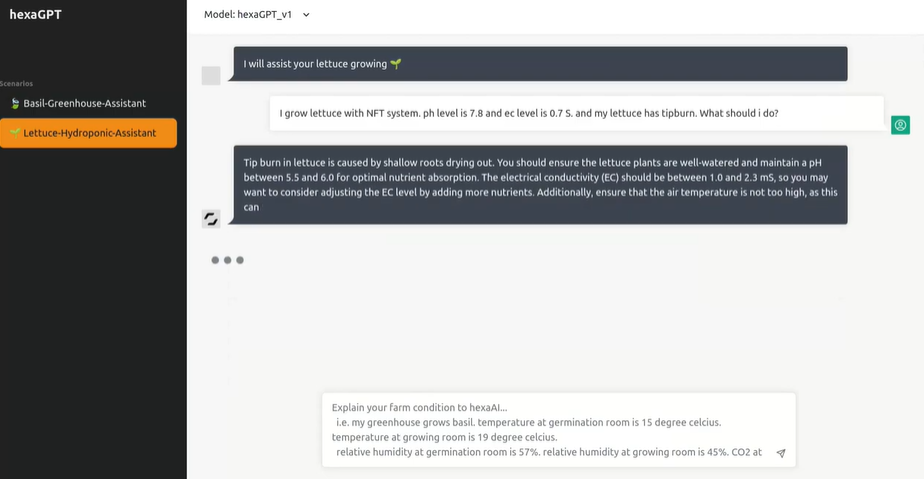 hexaGPT
Model: hexaGPT_v1
Scenarios
Basil-Greenhouse-Assistant
Lettuce-Hydroponic-Assistant
I will assist your lettuce growing 🌱
I grow lettuce with NFT system. ph level is 7.8 and ec level is 0.7 S. and my lettuce has tipburn. What should i do?
Tip burn in lettuce is caused by shallow roots drying out. You should ensure the lettuce plants are well-watered and maintain a pH
between 5.5 and 6.0 for optimal nutrient absorption. The electrical conductivity (EC) should be between 1.0 and 2.3 mS, so you may
want to consider adjusting the EC level by adding more nutrients. Additionally, ensure that the air temperature is not too high, as this
can
Explain your farm condition to hexaAI...
i.e. my greenhouse grows basil. temperature at germination room is 15 degree celcius.
temperature at growing room is 19 degree celcius.
relative humidity at germination room is 57%. relative humidity at growing room is 45%. CO2 at